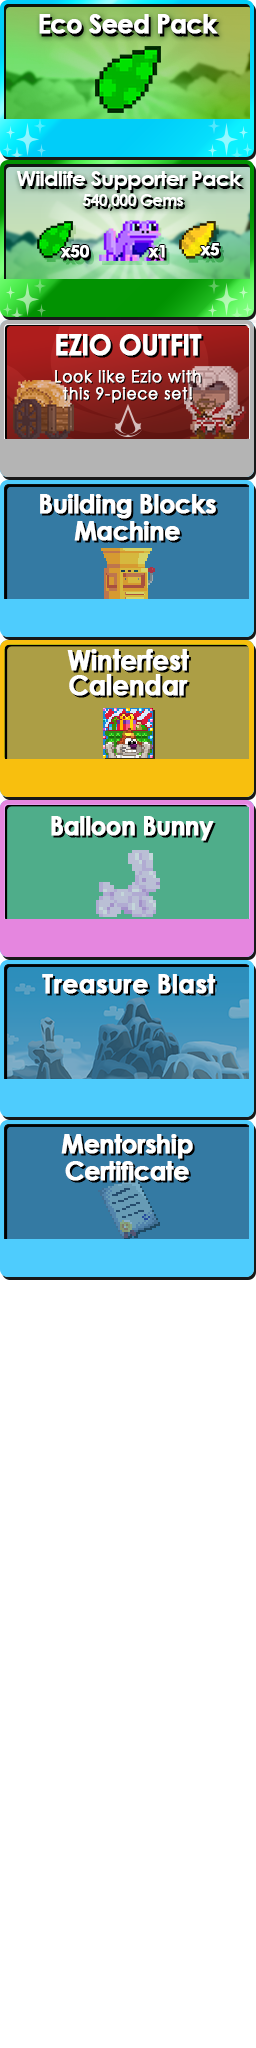 Eco Seed Pack
Wildlife Supporter Pack
540,000 Gems
x50
x1
x5
EZIO OUTFIT
Look like Ezio with
this 9-piece set!
Building Blocks
Machine
Winterfest
Calendar
Balloon Bunny
Treasure Blast
Mentorship
Certificate